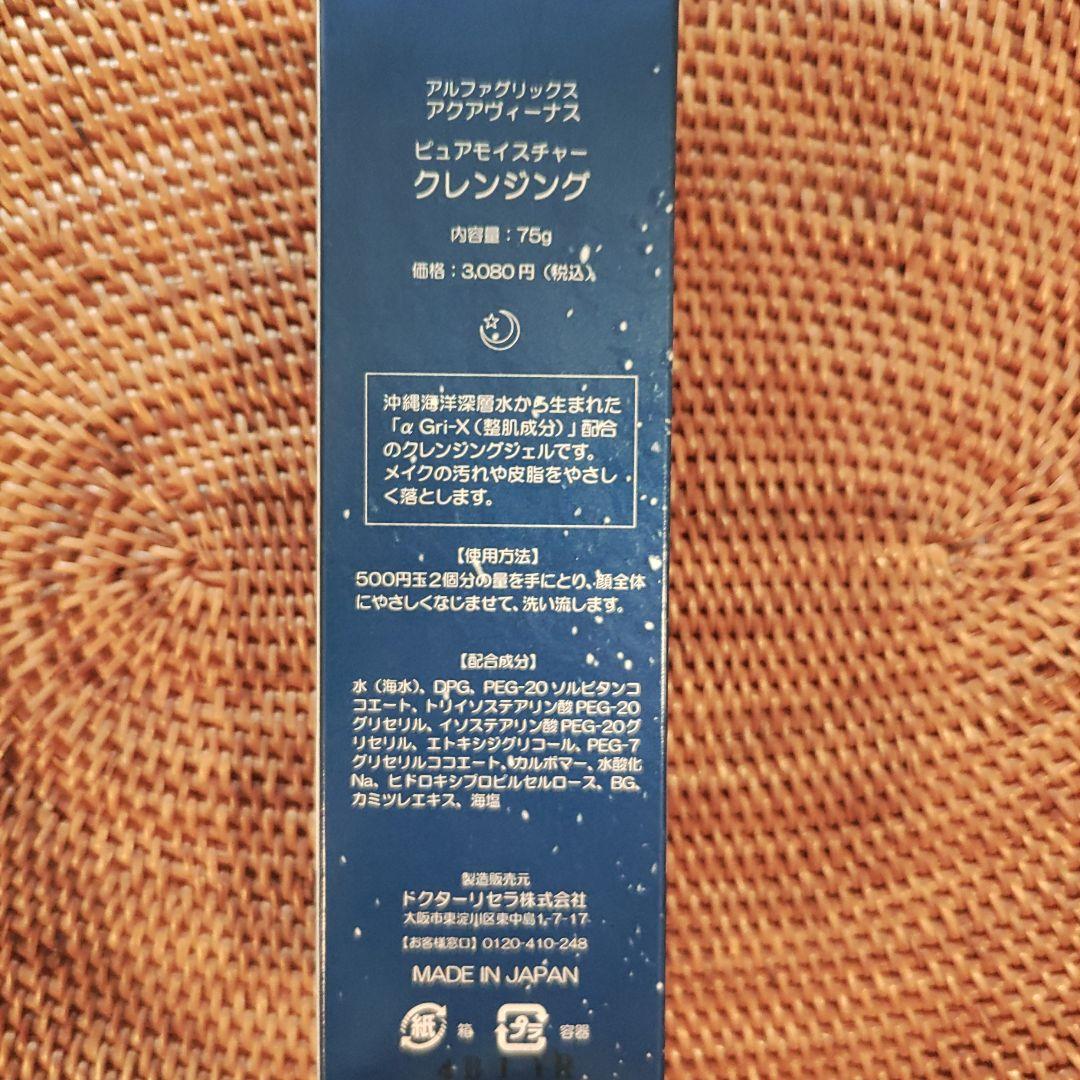 アルファグリックス
アクアヴィーナス
ピュアモイスチャー
クレンジング
内容量：75g
価格：3,080円（税込）
沖縄海洋深層水から生まれた
「α Gri-X（整肌成分）」配合
のクレンジングジェルです。
メイクの汚れや皮脂をやさし
く落とします。
【使用方法】
500円玉2個分の量を手にとり、顔全体
にやさしくなじませて、洗い流します。
【配合成分】
水（海水）、DPG、PEG-20ソルビタンコ
コエート、トリイソステアリン酸PEG-20
グリセリル、イソステアリン酸PEG-20グ
リセリル、エトキシジグリコール、PEG-7
グリセリルココエート、カルボマー、水酸化
Na、ヒドロキシプロピルセルロース、BG、
カミツレエキス、海塩
製造販売元
ドクターリセラ株式会社
大阪市東淀川区東中島1-7-17
【お客様窓口】0120-410-248
MADE IN JAPAN
紙 箱 プラ 容器